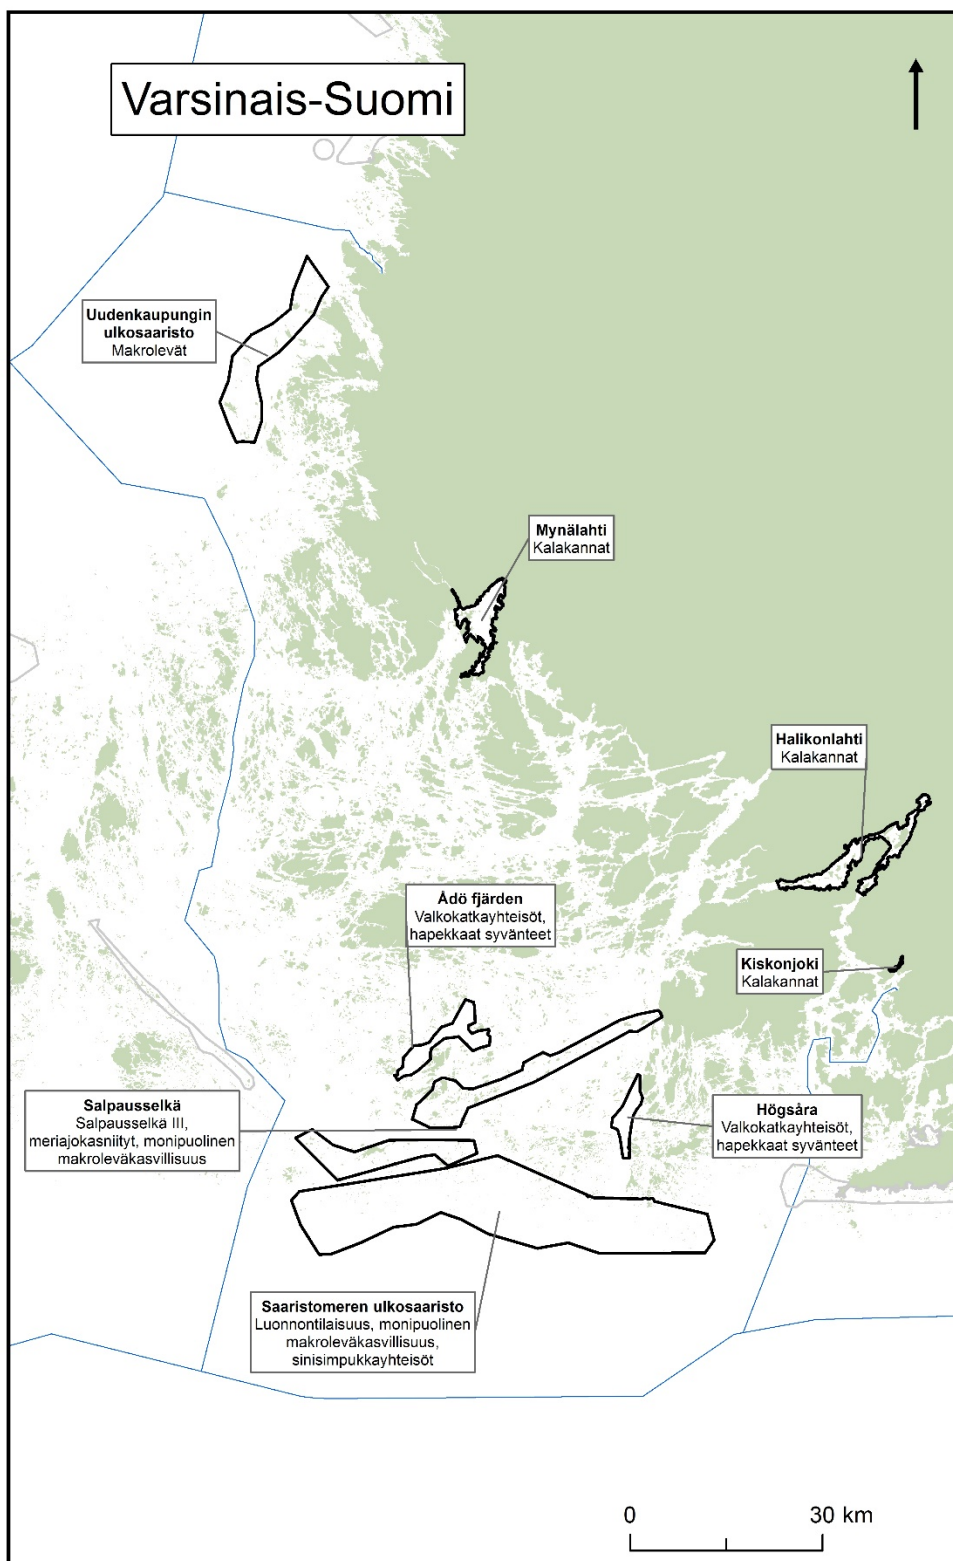 Varsinais-Suomi
Uudenkaupungin
ulkosaaristo
Makrolevät
Mynälahti
Kalakannat
Halikonlahti
Kalakannat
Ådö fjärden
Valkokatkayhteisöt,
hapekkaat syvänteet
Kiskonjoki
Kalakannat
Salpausselkä
Salpausselkä III,
meriajokasniityt, monipuolinen
makroleväkasvillisuus
Högsåra
Valkokatkayhteisöt,
hapekkaat syvänteet
Saaristomeren ulkosaaristo
Luonnontilaisuus, monipuolinen
makroleväkasvillisuus,
sinisimpukkayhteisöt
0 30 km